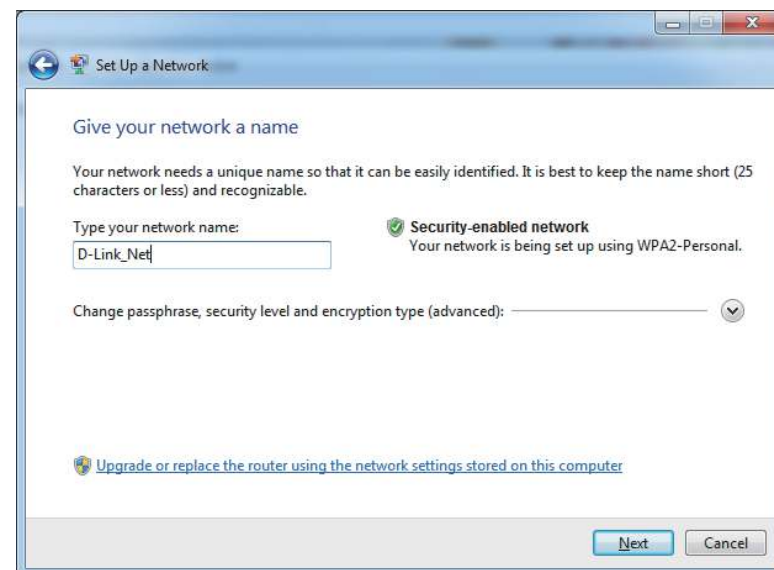 Set Up a Network
Give your network a name
Your network needs a unique name so that it can be easily identified. It is best to keep the name short (25
characters or less) and recognizable.
Type your network name:
D-Link_Net
Security-enabled network
Your network is being set up using WPA2-Personal.
Change passphrase, security level and encryption type (advanced):
Upgrade or replace the router using the network settings stored on this computer
Next
Cancel